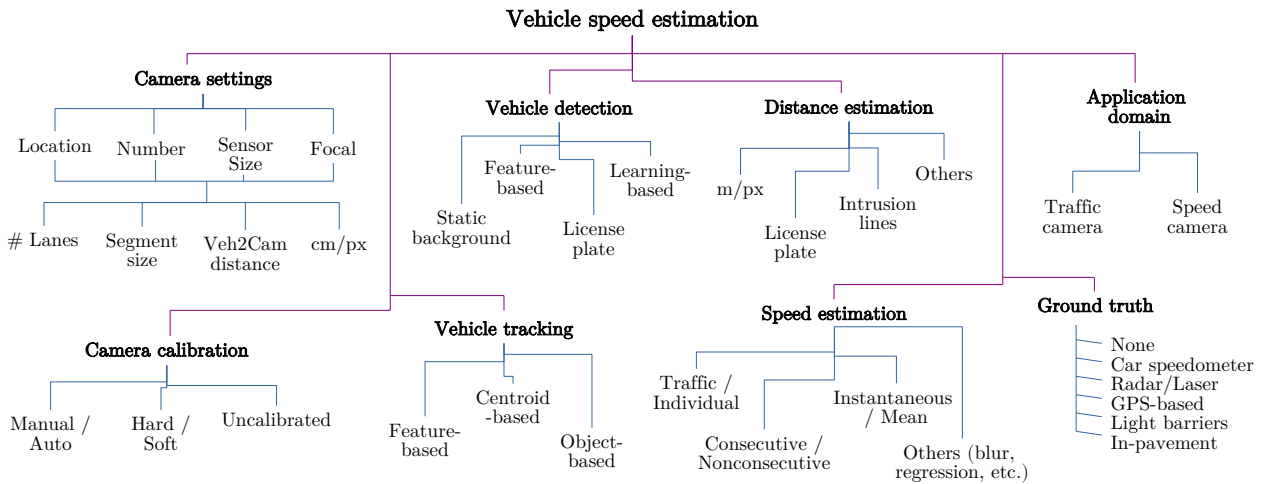 Vehicle speed estimation
Camera settings
Location
Number
Sensor
Size
Focal
# Lanes
Segment
size
Veh2Cam
distance
cm/px
Vehicle detection
Static
background
Feature-
based
License
plate
Learning-
based
Distance estimation
m/px
License
plate
Intrusion
lines
Others
Application
domain
Traffic
camera
Speed
camera
Camera calibration
Manual /
Auto
Hard /
Soft
Uncalibrated
Vehicle tracking
Feature-
based
Centroid
-based
Object-
based
Speed estimation
Traffic /
Individual
Consecutive /
Nonconsecutive
Instantaneous
/ Mean
Others (blur,
regression, etc.)
Ground truth
None
Car speedometer
Radar/Laser
GPS-based
Light barriers
In-pavement